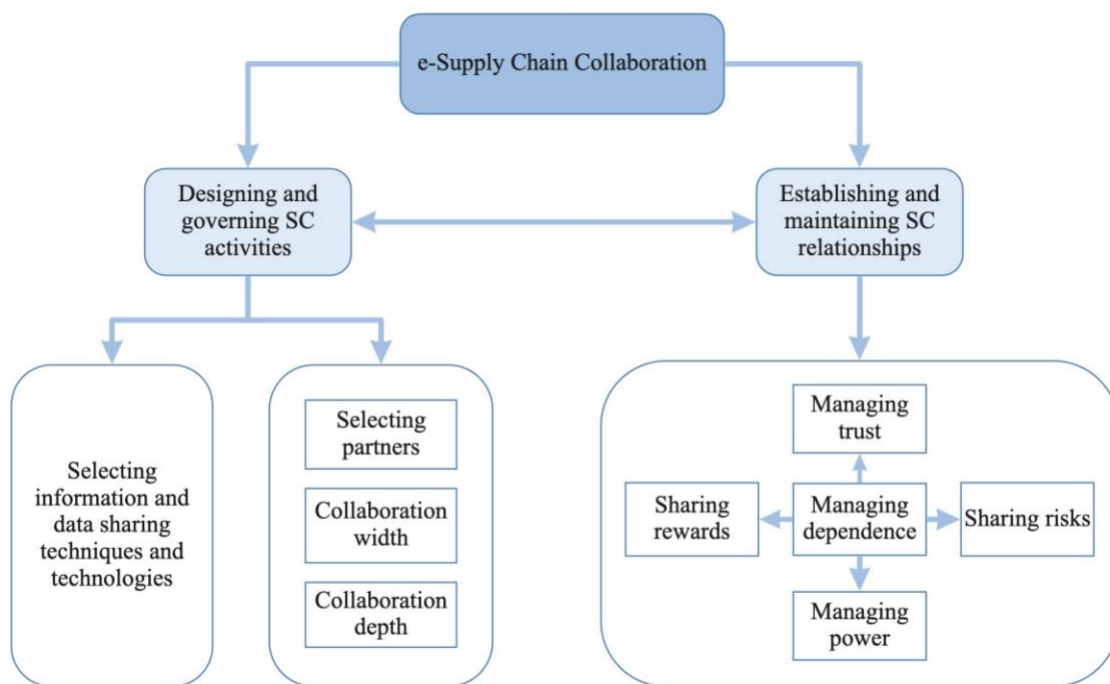 e-Supply Chain Collaboration
Designing and
governing SC
activities
Establishing and
maintaining SC
relationships
Selecting
information and
data sharing
techniques and
technologies
Selecting
partners
Collaboration
width
Collaboration
depth
Managing
trust
Sharing
rewards
Managing
dependence
Sharing risks
Managing
power